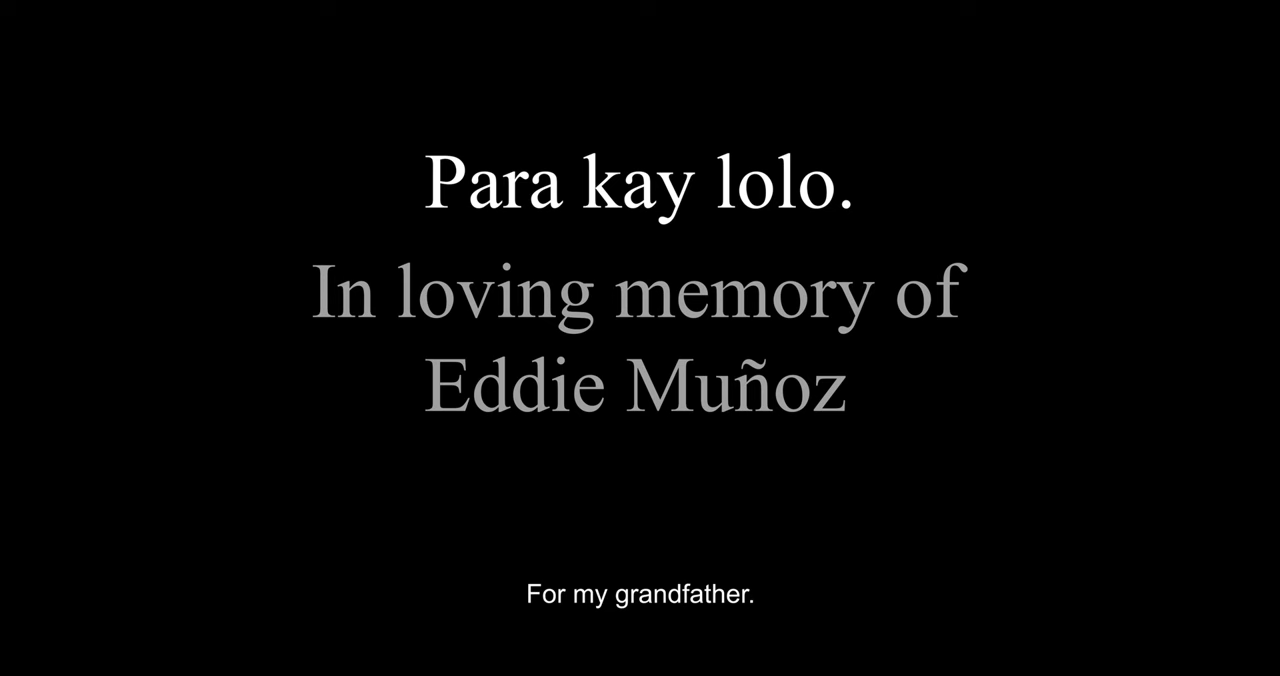 Para kay lolo.
In loving memory of
Eddie Muñoz
For my grandfather.